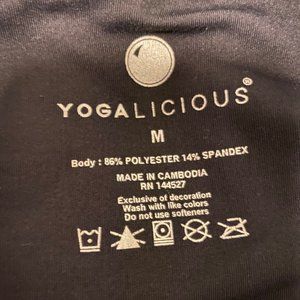 YOGALICIOUS®
M
Body : 86% POLYESTER 14% SPANDEX
MADE IN CAMBODIA
RN 144527
Exclusive of decoration
Wash with like colors
Do not use softeners